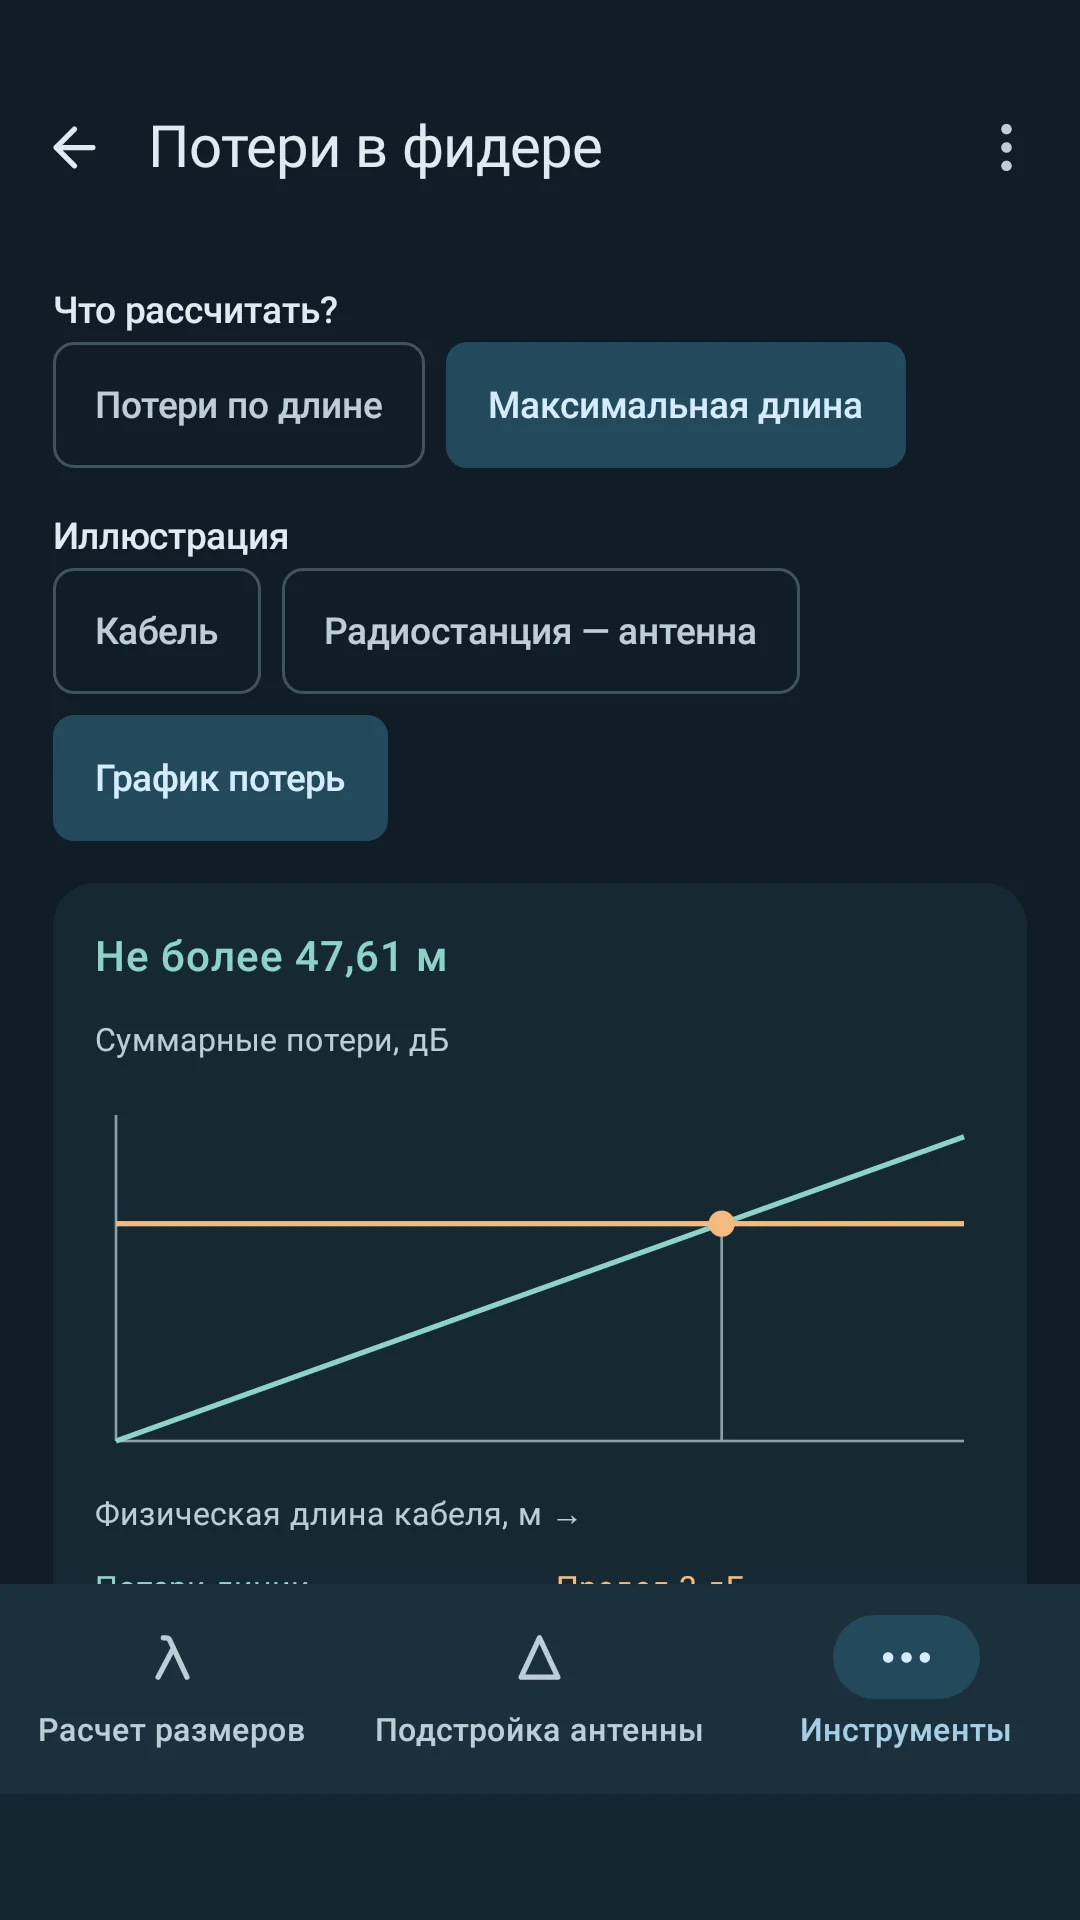 Потери в фидере
Что рассчитать?
Потери по длине
Максимальная длина
Иллюстрация
Кабель
Радиостанция — антенна
График потерь
Не более 47,61 м
Суммарные потери, дБ
Физическая длина кабеля, м →
Расчет размеров
Подстройка антенны
Инструменты